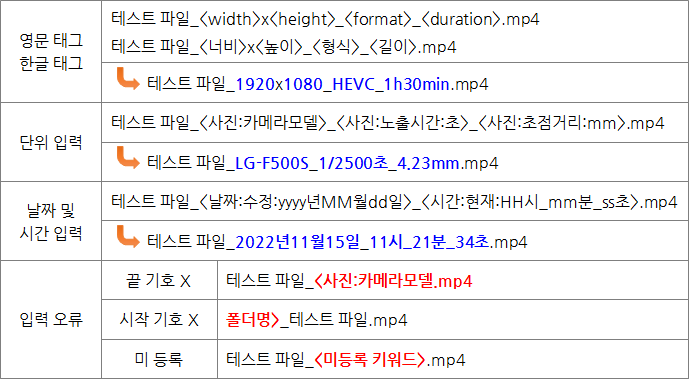 영문 태그
한글 태그
테스트 파일_<width>x<height>_<format>_<duration>.mp4
테스트 파일_<너비>x<높이>_<형식>_<길이>.mp4
테스트 파일_1920x1080_HEVC_1h30min.mp4
단위 입력
테스트 파일_<사진:카메라모델>_<사진:노출시간:초>_<사진:초점거리:mm>.mp4
테스트 파일_LG-F500S_1/2500초_4.23mm.mp4
날짜 및
시간 입력
테스트 파일_<날짜:수정:yyyy년MM월dd일>_<시간:현재:HH시_mm분_ss초>.mp4
테스트 파일_2022년11월15일_11시_21분_34초.mp4
입력 오류
끝 기호 X
테스트 파일_<사진:카메라모델.mp4
시작 기호 X
폴더명>_테스트 파일.mp4
미 등록
테스트 파일_<미등록 키워드>.mp4